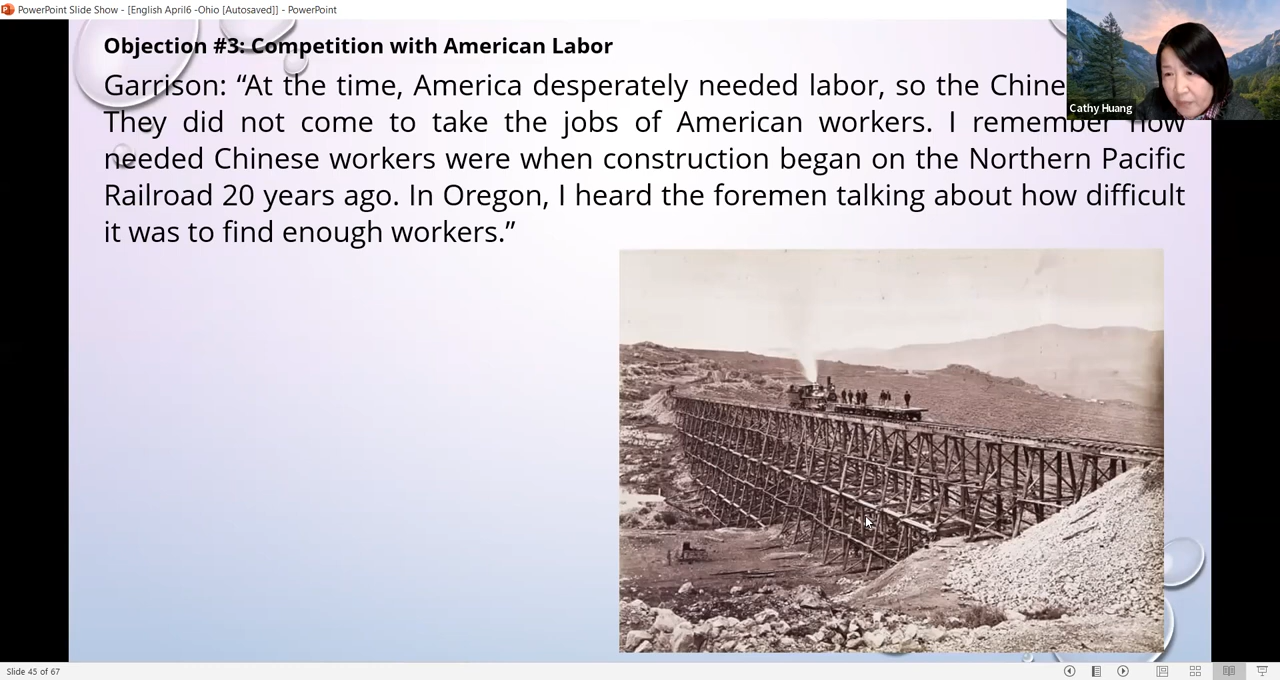 PowerPoint Slide Show - [English April6 -Ohio [Autosaved]] - PowerPoint
Objection #3: Competition with American Labor
Garrison: “At the time, America desperately needed labor, so the
They did not come to take the jobs of American workers. I remember how
needed Chinese workers were when construction began on the Northern Pacific
Railroad 20 years ago. In Oregon, I heard the foremen talking about how difficult
it was to find enough workers.”
Cathy Huang
Slide 45 of 67